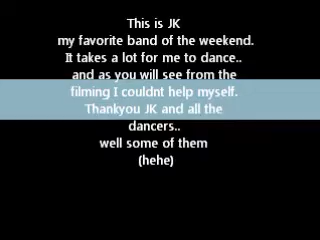 This is JK
my favorite band of the weekend.
It takes a lot for me to dance..
and as you will see from the
filming I couldnt help myself.
Thankyou JK and all the
dancers..
well some of them
(hehe)